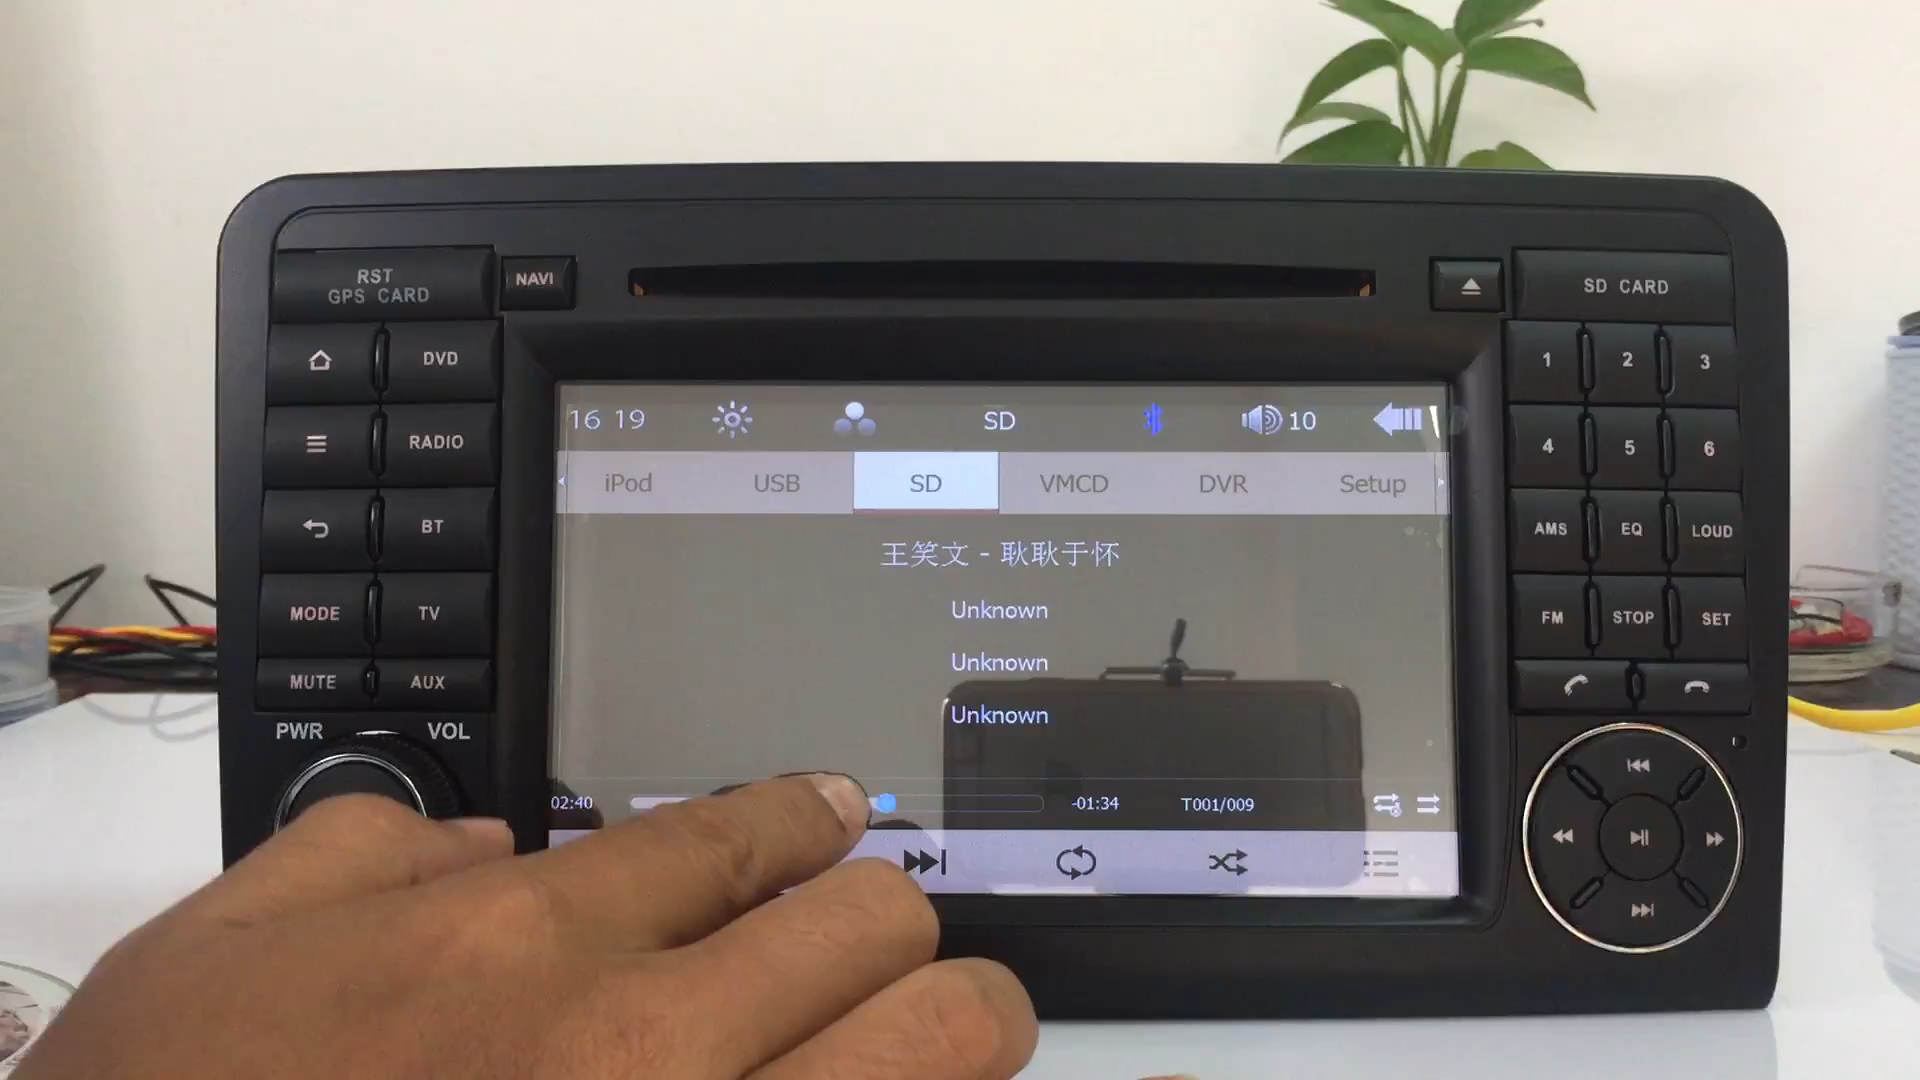 RST
GPS CARD
NAVI
SD CARD
DVD
RADIO
BT
MODE
TV
MUTE
AUX
PWR
VOL
16 19
SD
10
iPod
USB
SD
VMCD
DVR
Setup
王笑文 - 耿耿于怀
Unknown
Unknown
Unknown
02:40
-01:34
T001/009
1
2
3
4
5
6
AMS
EQ
LOUD
FM
STOP
SET